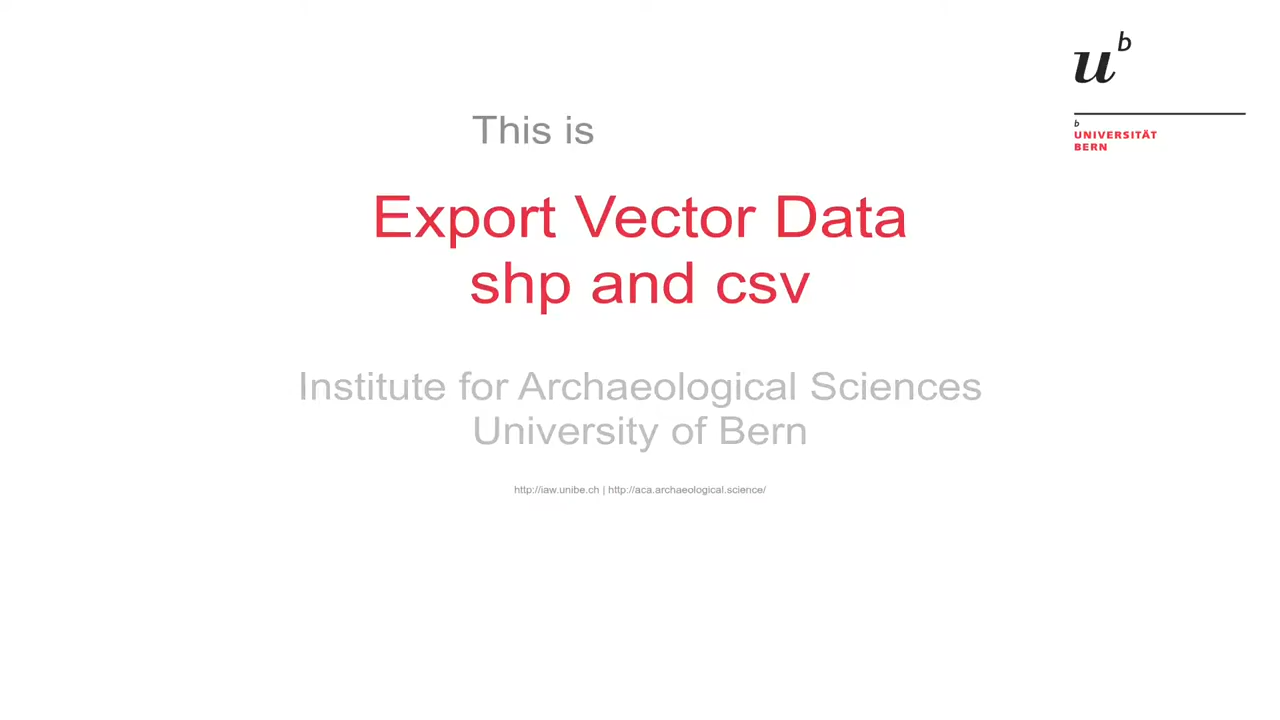 u b
b
UNIVERSITÄT
BERN
This is
Export Vector Data
shp and csv
Institute for Archaeological Sciences
University of Bern
http://iaw.unibe.ch | http://aca.archaeological.science/